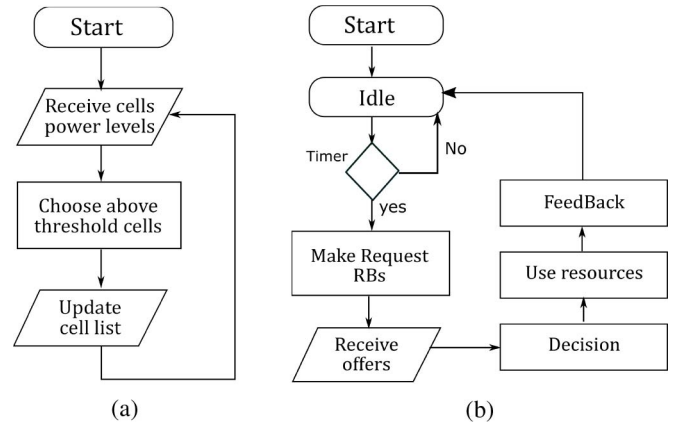 Start
Receive cells
power levels
Choose above
threshold cells
Update
cell list
(a)
Start
Idle
Timer
No
yes
Make Request
RBs
Receive
offers
Decision
Use resources
FeedBack
(b)